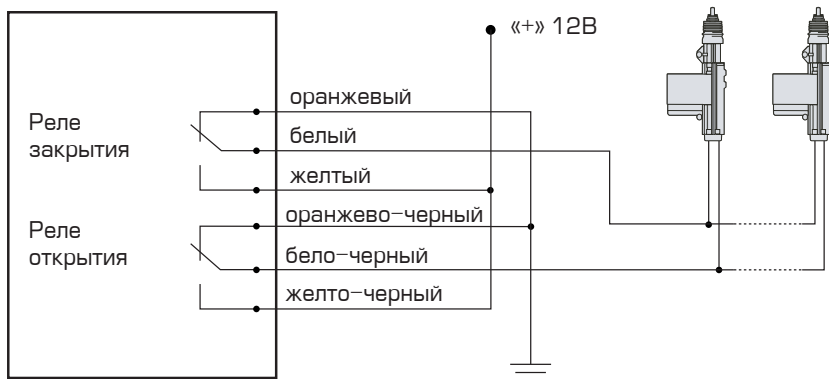 «+» 12В
оранжевый
Реле
закрытия
белый
желтый
оранжево-черный
Реле
открытия
бело-черный
желто-черный